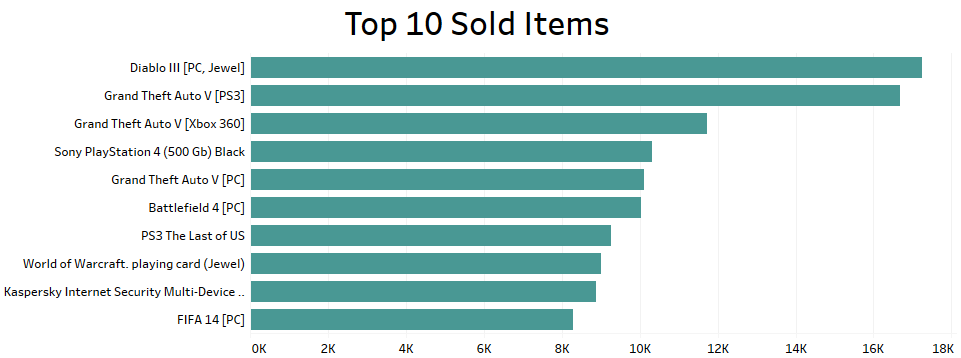 Top 10 Sold Items
Diablo III [PC, Jewel]
Grand Theft Auto V [PS3]
Grand Theft Auto V [Xbox 360]
Sony PlayStation 4 (500 Gb) Black
Grand Theft Auto V [PC]
Battlefield 4 [PC]
PS3 The Last of US
World of Warcraft. playing card (Jewel)
Kaspersky Internet Security Multi-Device ..
FIFA 14 [PC]
0K 2K 4K 6K 8K 10K 12K 14K 16K 18K